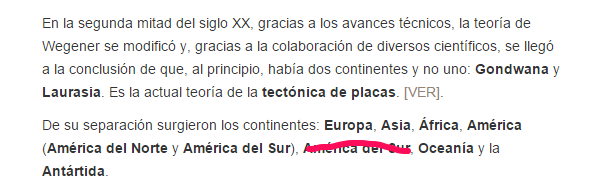 En la segunda mitad del siglo XX, gracias a los avances técnicos, la teoría de
Wegener se modificó y, gracias a la colaboración de diversos científicos, se llegó
a la conclusión de que, al principio, había dos continentes y no uno: Gondwana y
Laurasia. Es la actual teoría de la tectónica de placas. [VER].
De su separación surgieron los continentes: Europa, Asia, África, América
(América del Norte y América del Sur), América del Sur, Oceanía y la
Antártida.